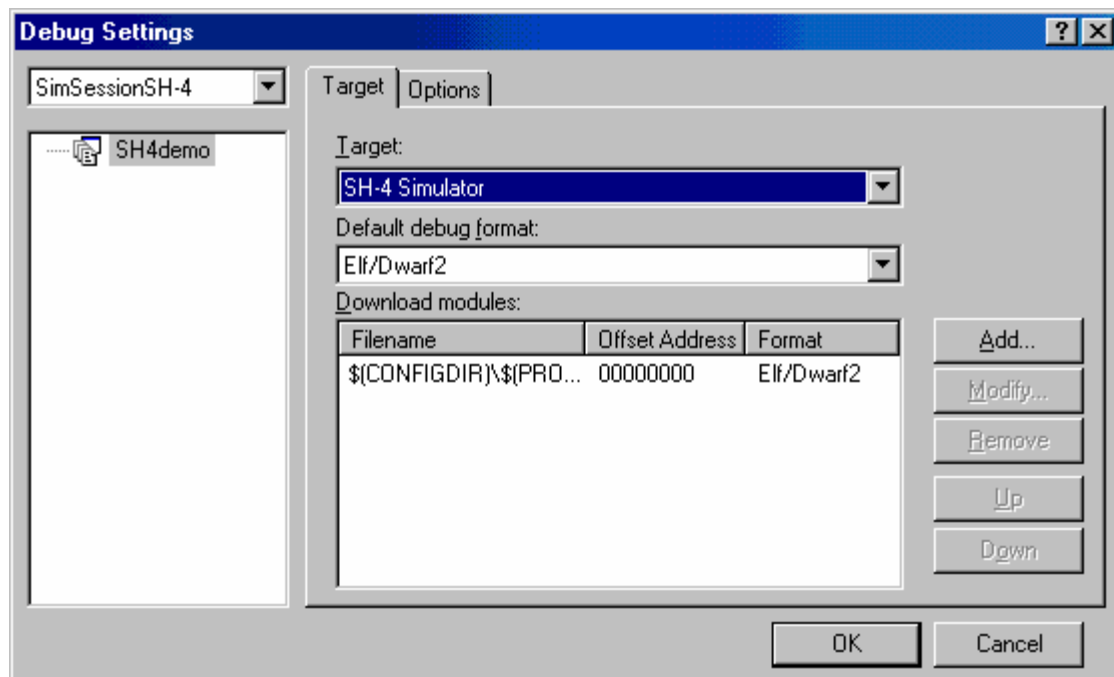 Debug Settings
SimSessionSH-4
SH4demo
Target Options
Target:
SH-4 Simulator
Default debug format:
Elf/Dwarf2
Download modules:
Filename Offset Address Format
$(CONFIGDIR)\$(PRO... 00000000 Elf/Dwarf2
Add...
Modify...
Remove
Up
Down
OK Cancel